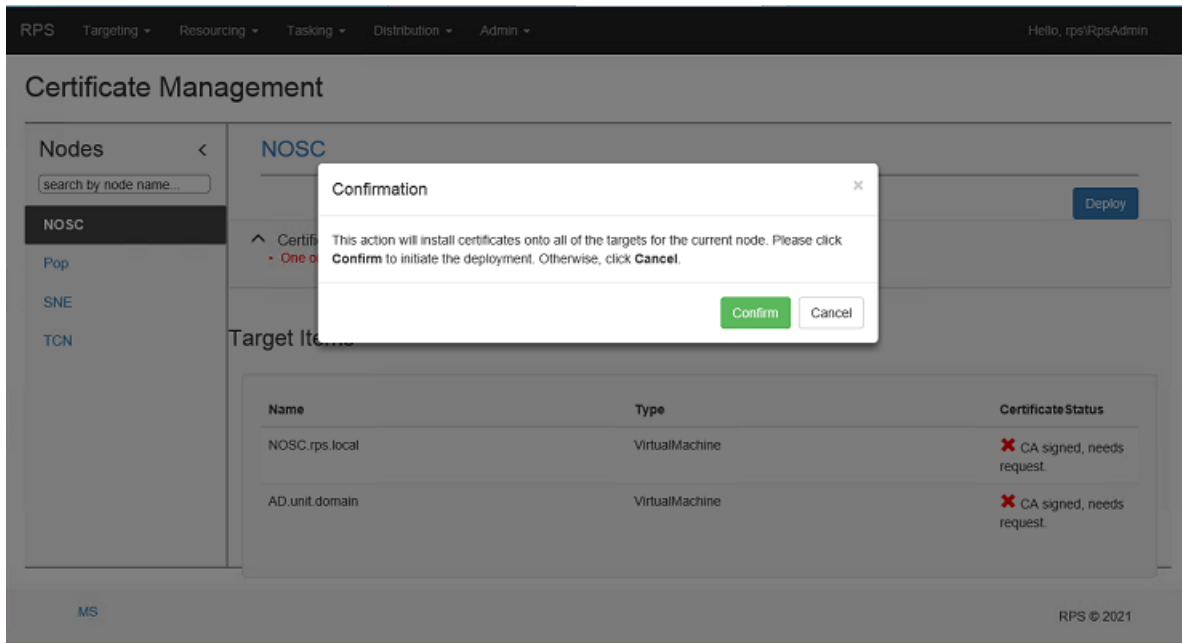 RPS Targeting Resourcing Tasking Distribution Admin Hello, rps\RpsAdmin
Certificate Management
Nodes <
search by node name...
NOSC
Pop
SNE
TCN
NOSC
Deploy
Certifi
• One o
Confirmation ×
This action will install certificates onto all of the targets for the current node. Please click
Confirm to initiate the deployment. Otherwise, click Cancel.
Confirm Cancel
Target Ite
Name Type CertificateStatus
NOSC.rps.local VirtualMachine CA signed, needs
request.
AD.unit.domain VirtualMachine CA signed, needs
request.
MS RPS © 2021